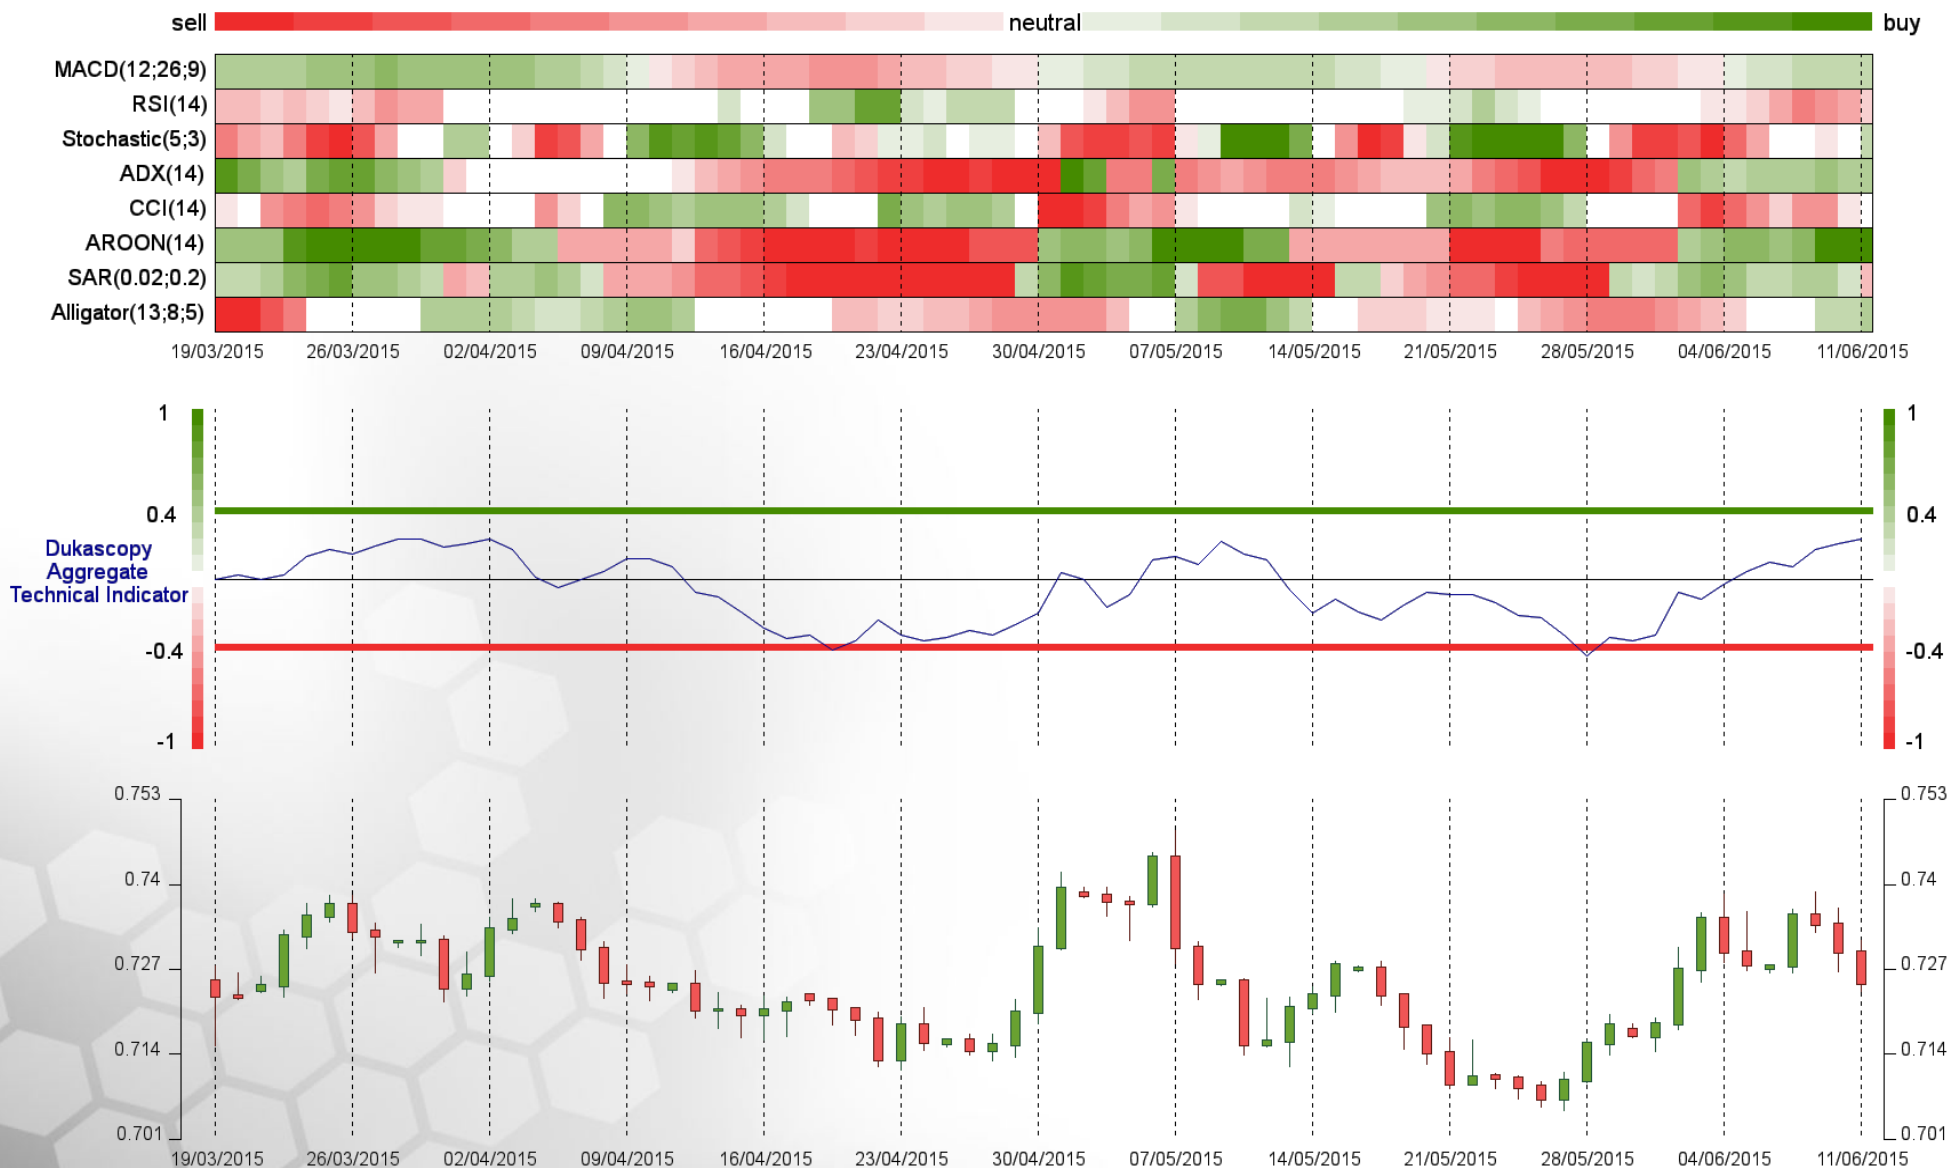 sell neutral buy
MACD(12;26;9)
RSI(14)
Stochastic(5;3)
ADX(14)
CCI(14)
AROON(14)
SAR(0.02;0.2)
Alligator(13;8;5)
19/03/2015 26/03/2015 02/04/2015 09/04/2015 16/04/2015 23/04/2015 30/04/2015 07/05/2015 14/05/2015 21/05/2015 28/05/2015 04/06/2015 11/06/2015
1 1
0.4 0.4
Dukascopy
Aggregate
Technical Indicator
-0.4 -0.4
-1 -1
0.753 0.753
0.74 0.74
0.727 0.727
0.714 0.714
0.701 0.701
19/03/2015 26/03/2015 02/04/2015 09/04/2015 16/04/2015 23/04/2015 30/04/2015 07/05/2015 14/05/2015 21/05/2015 28/05/2015 04/06/2015 11/06/2015